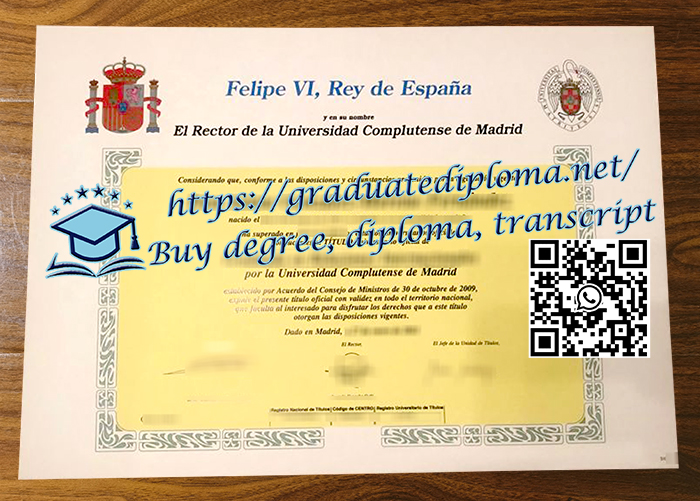 Felipe VI, Rey de España
y en su nombre
El Rector de la Universidad Complutense de Madrid
Considerando que, conforme a las disposiciones y circunstancias
https://graduatediploma.net/
nacido el
Buy degree, diploma, transcript
por la Universidad Complutense de Madrid
establecido por Acuerdo del Consejo de Ministros de 30 de octubre de 2009,
expide el presente título oficial con validez en todo el territorio nacional,
que faculta al interesado para disfrutar los derechos que a este título
otorgan las disposiciones vigentes.
Dado en Madrid,
El Rector,
El Jefe de la Unidad de Títulos,
Registro Nacional de Títulos | Código de CENTRO | Registro Universitario de Títulos